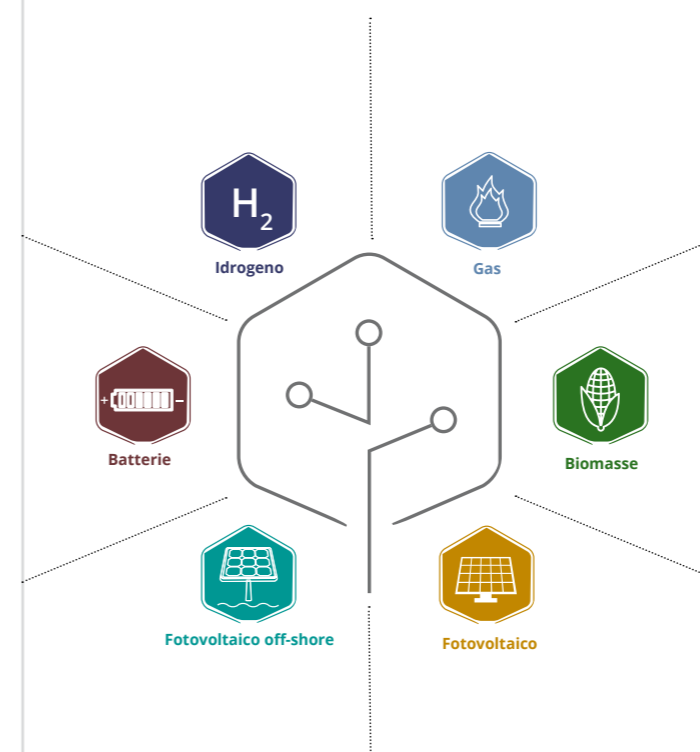 H2
Idrogeno
Gas
+ −
Batterie
Biomasse
Fotovoltaico off-shore
Fotovoltaico